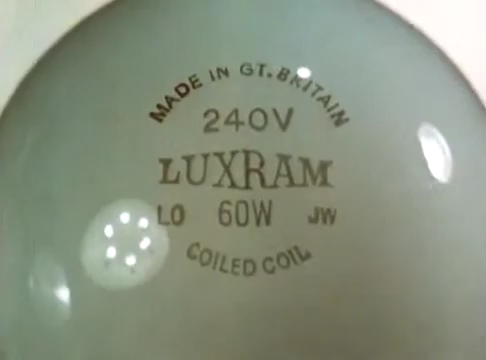 MADE IN GT. BRITAIN
240V
LUXRAM
LO 60W JW
COILED COIL